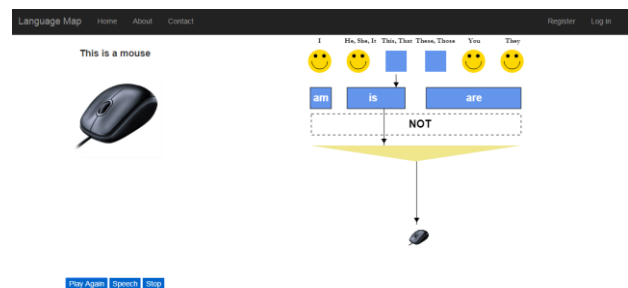 Language Map Home About Contact Register Log in
This is a mouse
I He, She, It This, That These, Those You They
am is are
NOT
Play Again Speech Stop